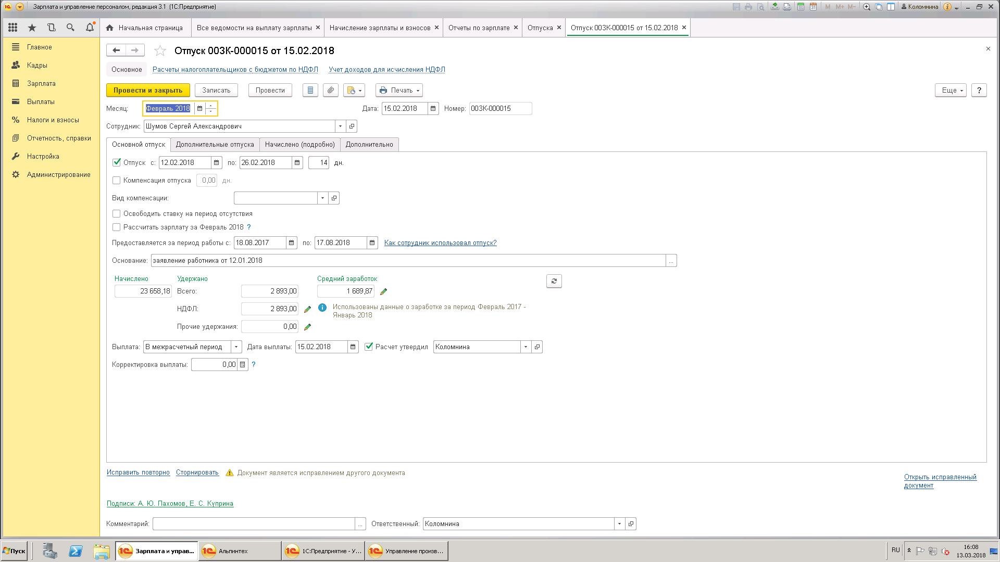 Зарплата и управление персоналом, редакция 3.1 (1С:Предприятие)
M M+ M- Коломнина
Начальная страница Все ведомости на выплату зарплаты Начисление зарплаты и взносов Отчеты по зарплате Отпуска Отпуск 003К-000015 от 15.02.2018
Главное
Кадры
Зарплата
Выплаты
Налоги и взносы
Отчетность, справки
Настройка
Администрирование
Отпуск 003К-000015 от 15.02.2018
Основное Расчеты налогоплательщиков с бюджетом по НДФЛ Учет доходов для исчисления НДФЛ
Провести и закрыть Записать Провести Печать Еще ?
Месяц: Февраль 2018 Дата: 15.02.2018 Номер: 003К-000015
Сотрудник: Шумов Сергей Александрович
Основной отпуск Дополнительные отпуска Начислено (подробно) Дополнительно
Отпуск с: 12.02.2018 по: 26.02.2018 14 дн.
Компенсация отпуска 0,00 дн.
Вид компенсации:
Освободить ставку на период отсутствия
Рассчитать зарплату за Февраль 2018 ?
Предоставляется за период работы с: 18.08.2017 по: 17.08.2018 Как сотрудник использовал отпуск?
Основание: заявление работника от 12.01.2018 ...
Начислено Удержано Средний заработок
23 658,18 Всего: 2 893,00 1 689,87
НДФЛ: 2 893,00 Использованы данные о заработке за период Февраль 2017 -
Январь 2018
Прочие удержания: 0,00
Выплата: В межрасчетный период Дата выплаты: 15.02.2018 Расчет утвердил Коломнина
Корректировка выплаты: 0,00 ?
Исправить повторно Сторнировать Документ является исправлением другого документа
Открыть исправленный
документ
Подписи: А. Ю. Пахомов, Е. С. Куприна
Комментарий: ... Ответственный: Коломнина
Пуск Зарплата и управ... Альпинтех 1С:Предприятие - У... Управление произв... RU 16:08
13.03.2018